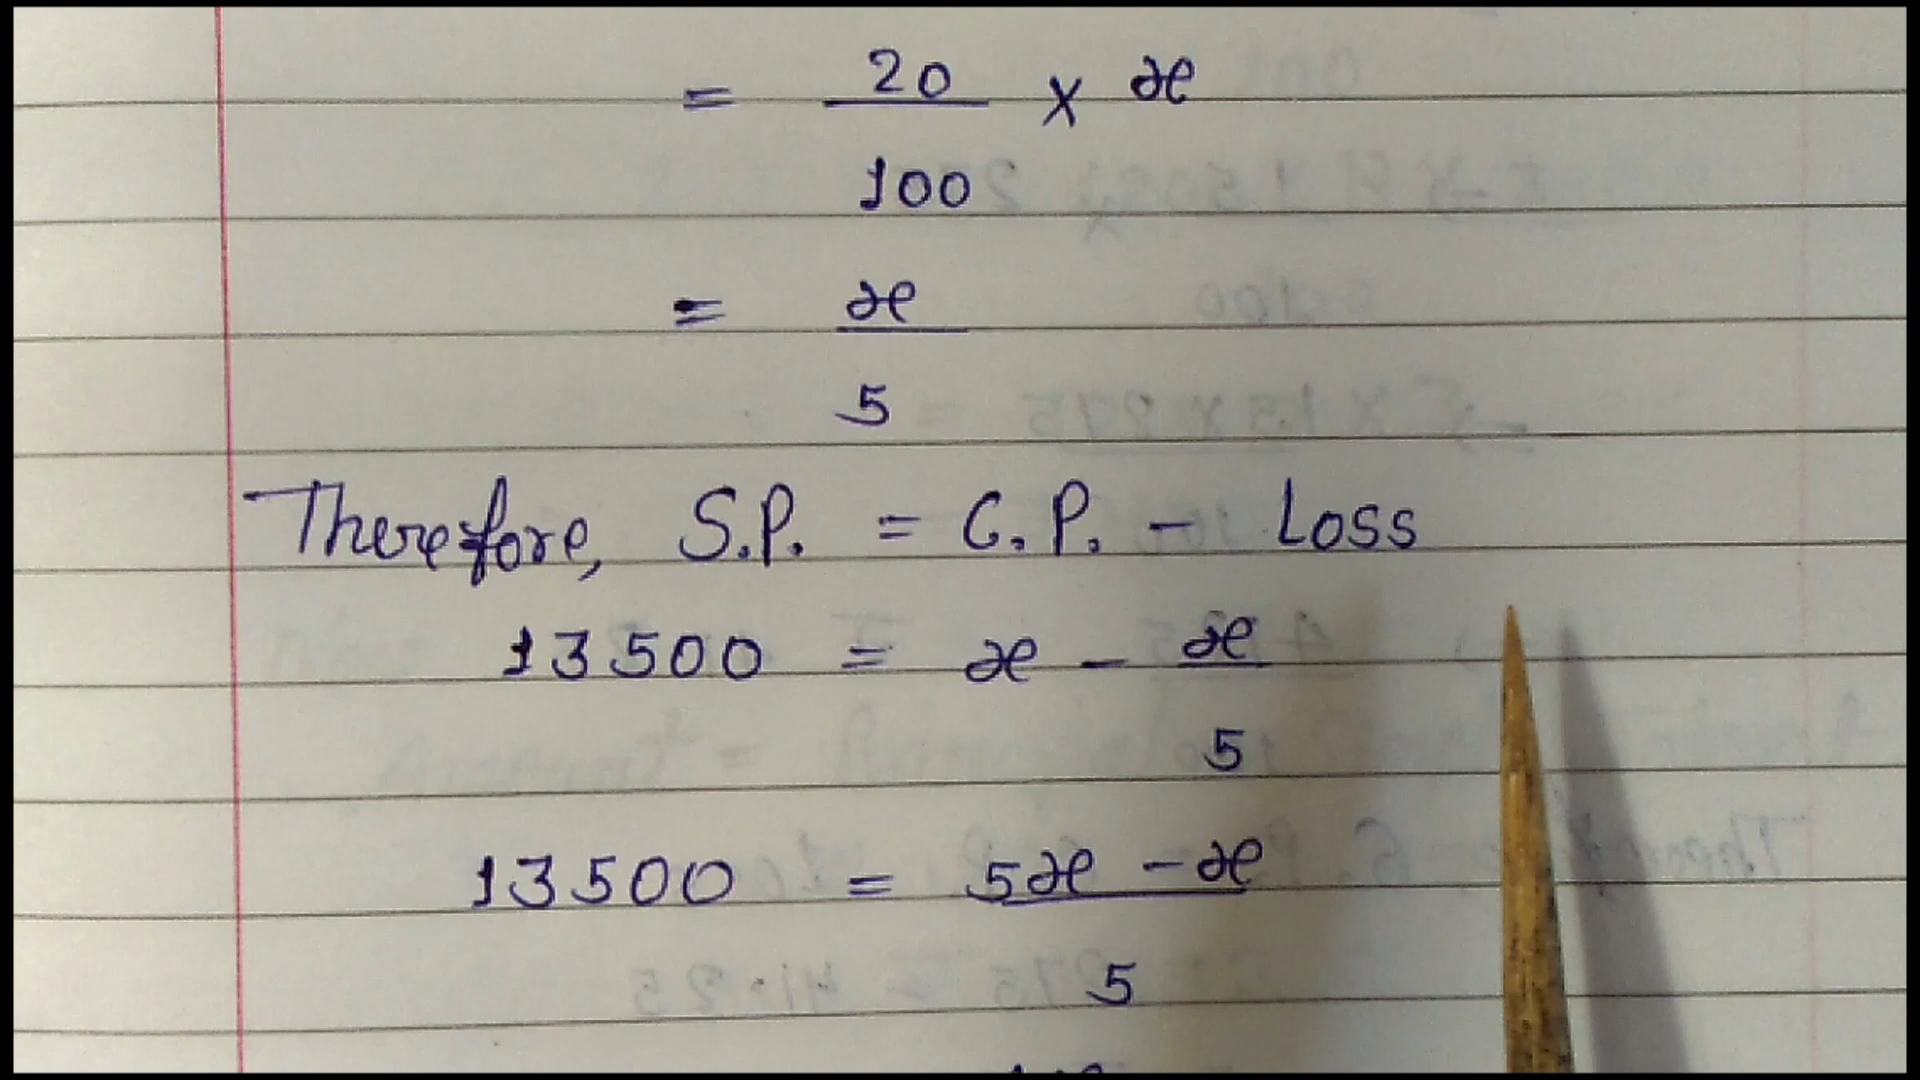 = 20 × x
100
= x
5
Therefore, S.P. = C.P. - Loss
13500 = x - x
5
13500 = 5x - x
5